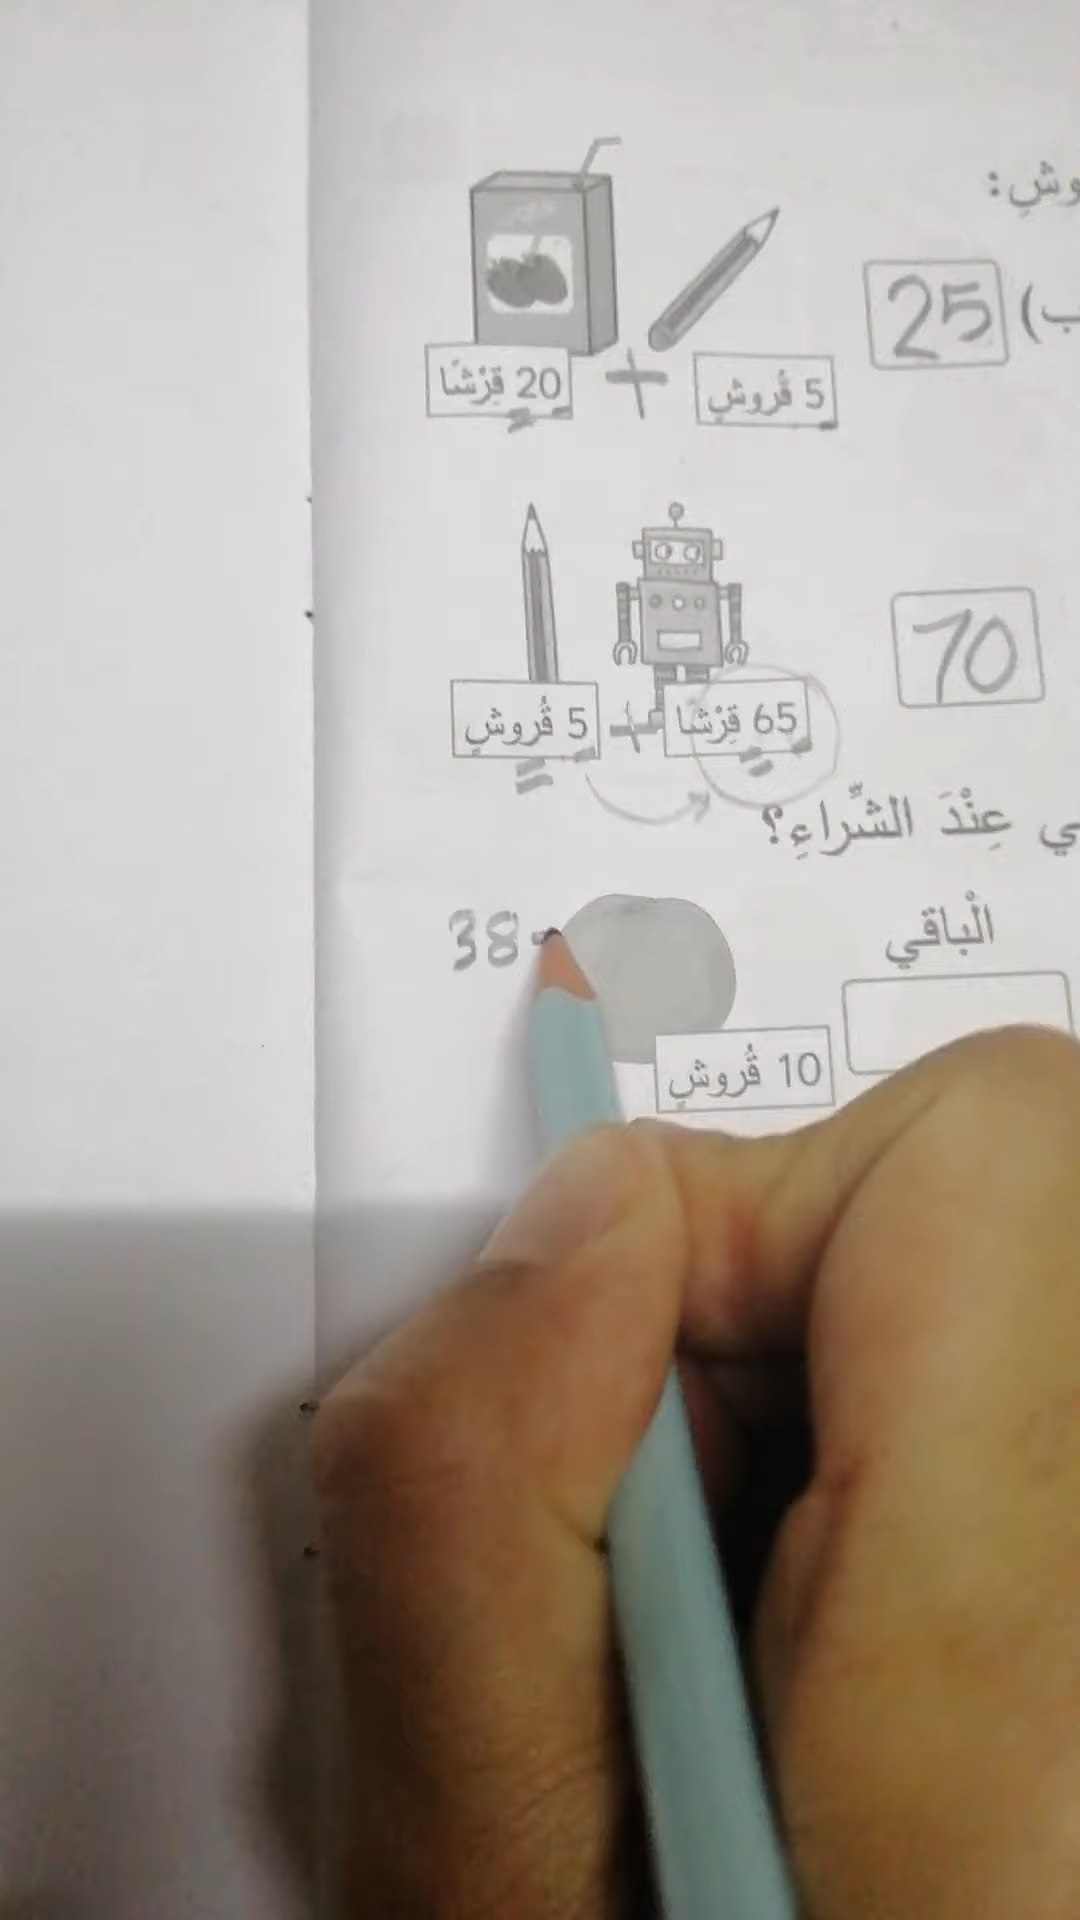 وشِ:
ب) 25
20 قِرْشًا + 5 قُروشٍ
70
5 قُروشٍ + 65 قِرْشًا
ي عِنْدَ الشِّراءِ؟
الْباقي
38 -
10 قُروشٍ